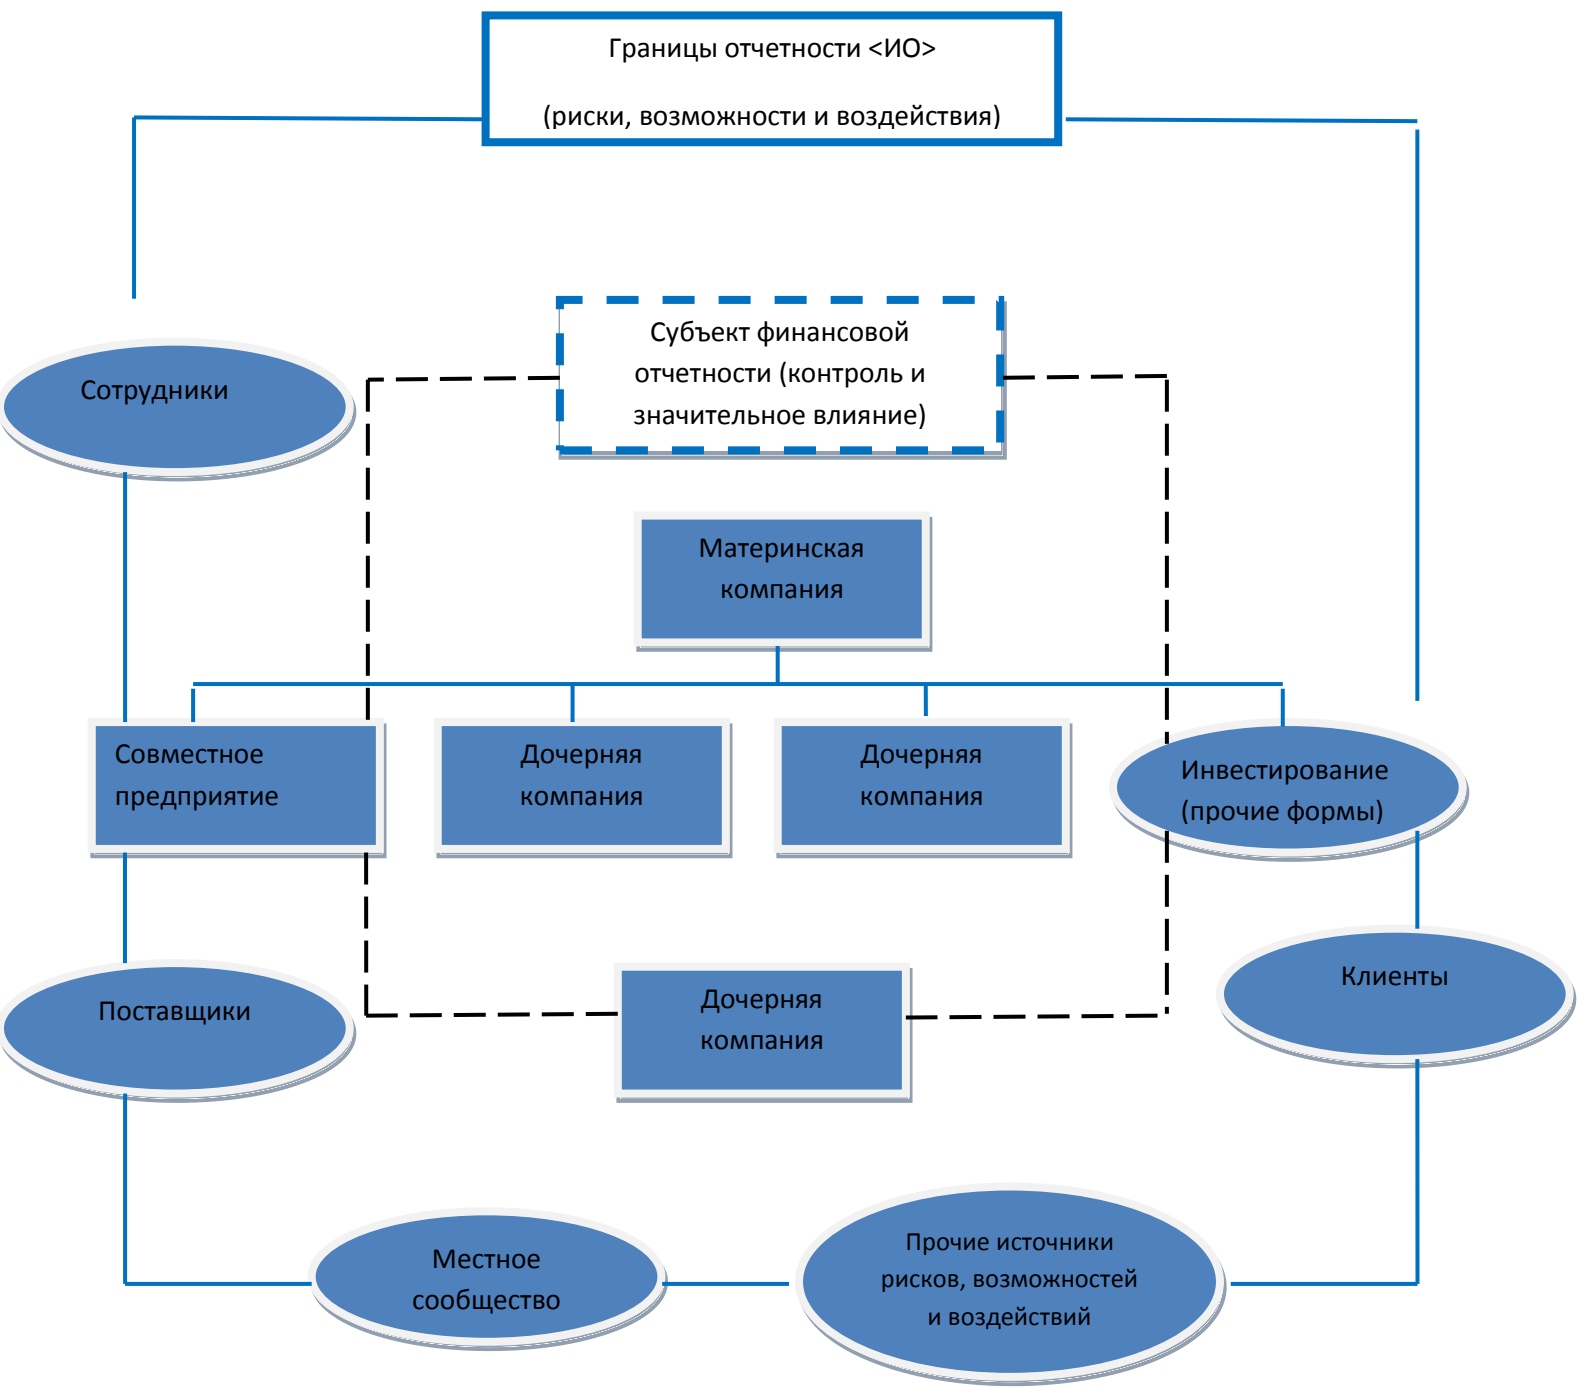 Границы отчетности <ИО>
(риски, возможности и воздействия)
Субъект финансовой
отчетности (контроль и
значительное влияние)
Сотрудники
Материнская
компания
Совместное
предприятие
Дочерняя
компания
Дочерняя
компания
Инвестирование
(прочие формы)
Поставщики
Дочерняя
компания
Клиенты
Местное
сообщество
Прочие источники
рисков, возможностей
и воздействий